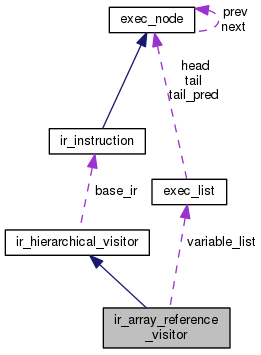 exec_node
prev
next
head
tail
tail_pred
ir_instruction
base_ir
exec_list
ir_hierarchical_visitor
variable_list
ir_array_reference
_visitor